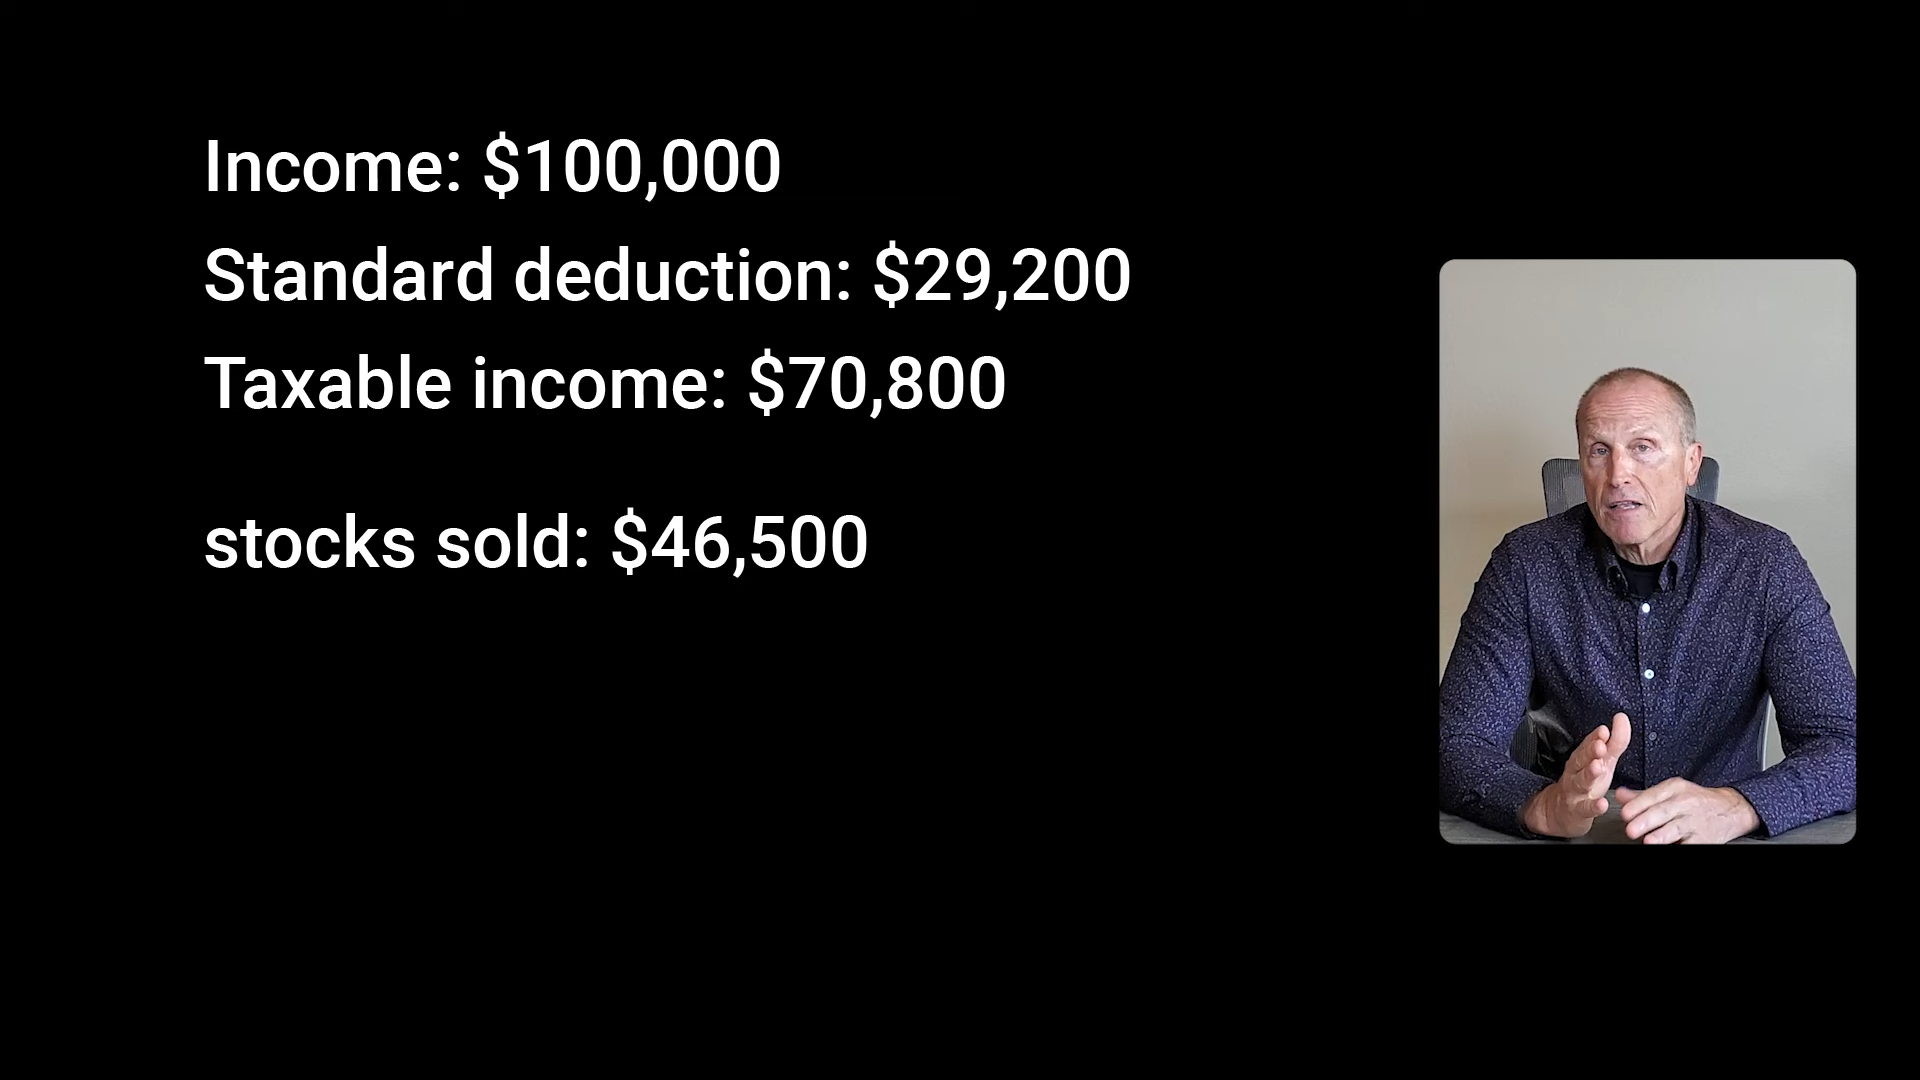 Income: $100,000
Standard deduction: $29,200
Taxable income: $70,800
stocks sold: $46,500